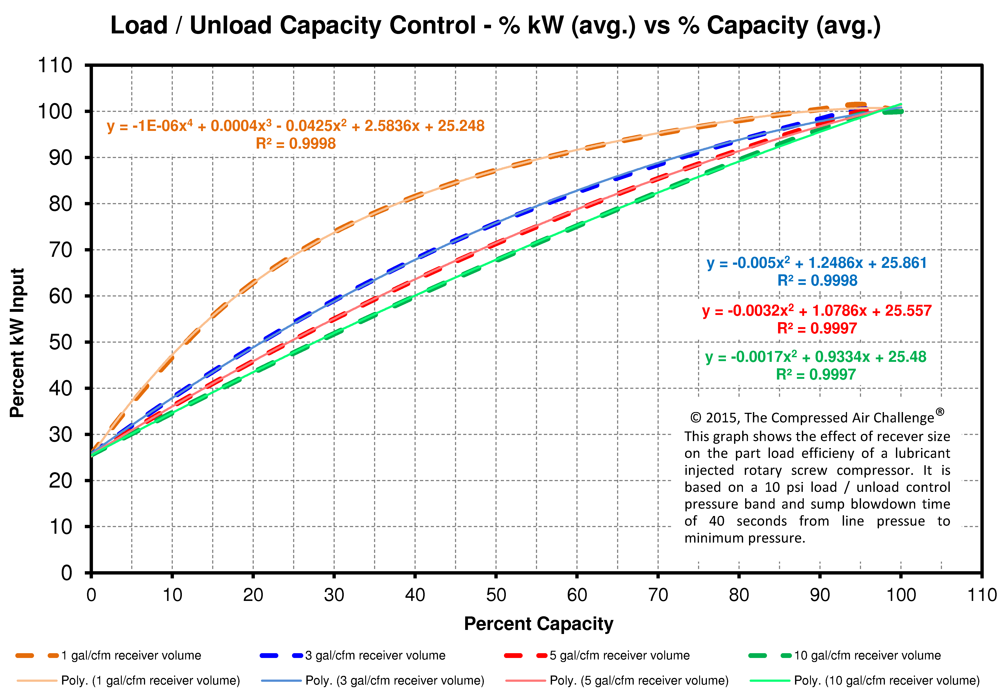 Load / Unload Capacity Control - % kW (avg.) vs % Capacity (avg.)
110
100
90
80
70
60
50
40
30
20
10
0
Percent kW Input
y = -1E-06x⁴ + 0.0004x³ - 0.0425x² + 2.5836x + 25.248
R² = 0.9998
y = -0.005x² + 1.2486x + 25.861
R² = 0.9998
y = -0.0032x² + 1.0786x + 25.557
R² = 0.9997
y = -0.0017x² + 0.9334x + 25.48
R² = 0.9997
© 2015, The Compressed Air Challenge®
This graph shows the effect of recever size
on the part load efficieny of a lubricant
injected rotary screw compressor. It is
based on a 10 psi load / unload control
pressure band and sump blowdown time
of 40 seconds from line pressue to
minimum pressure.
0 10 20 30 40 50 60 70 80 90 100 110
Percent Capacity
1 gal/cfm receiver volume 3 gal/cfm receiver volume 5 gal/cfm receiver volume 10 gal/cfm receiver volume
Poly. (1 gal/cfm receiver volume) Poly. (3 gal/cfm receiver volume) Poly. (5 gal/cfm receiver volume) Poly. (10 gal/cfm receiver volume)